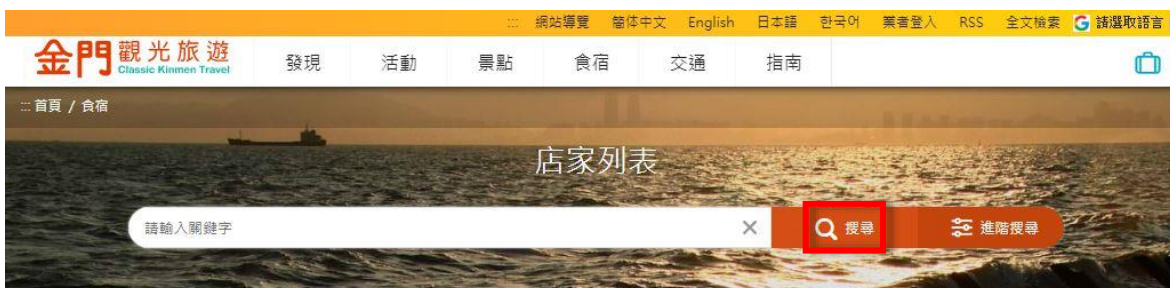 ::: 網站導覽 簡体中文 English 日本語 한국어 業者登入 RSS 全文檢索 G 請選取語言
金門 觀光旅遊
Classic Kinmen Travel
發現 活動 景點 食宿 交通 指南
::: 首頁 / 食宿
店家列表
請輸入關鍵字 × 搜尋 進階搜尋